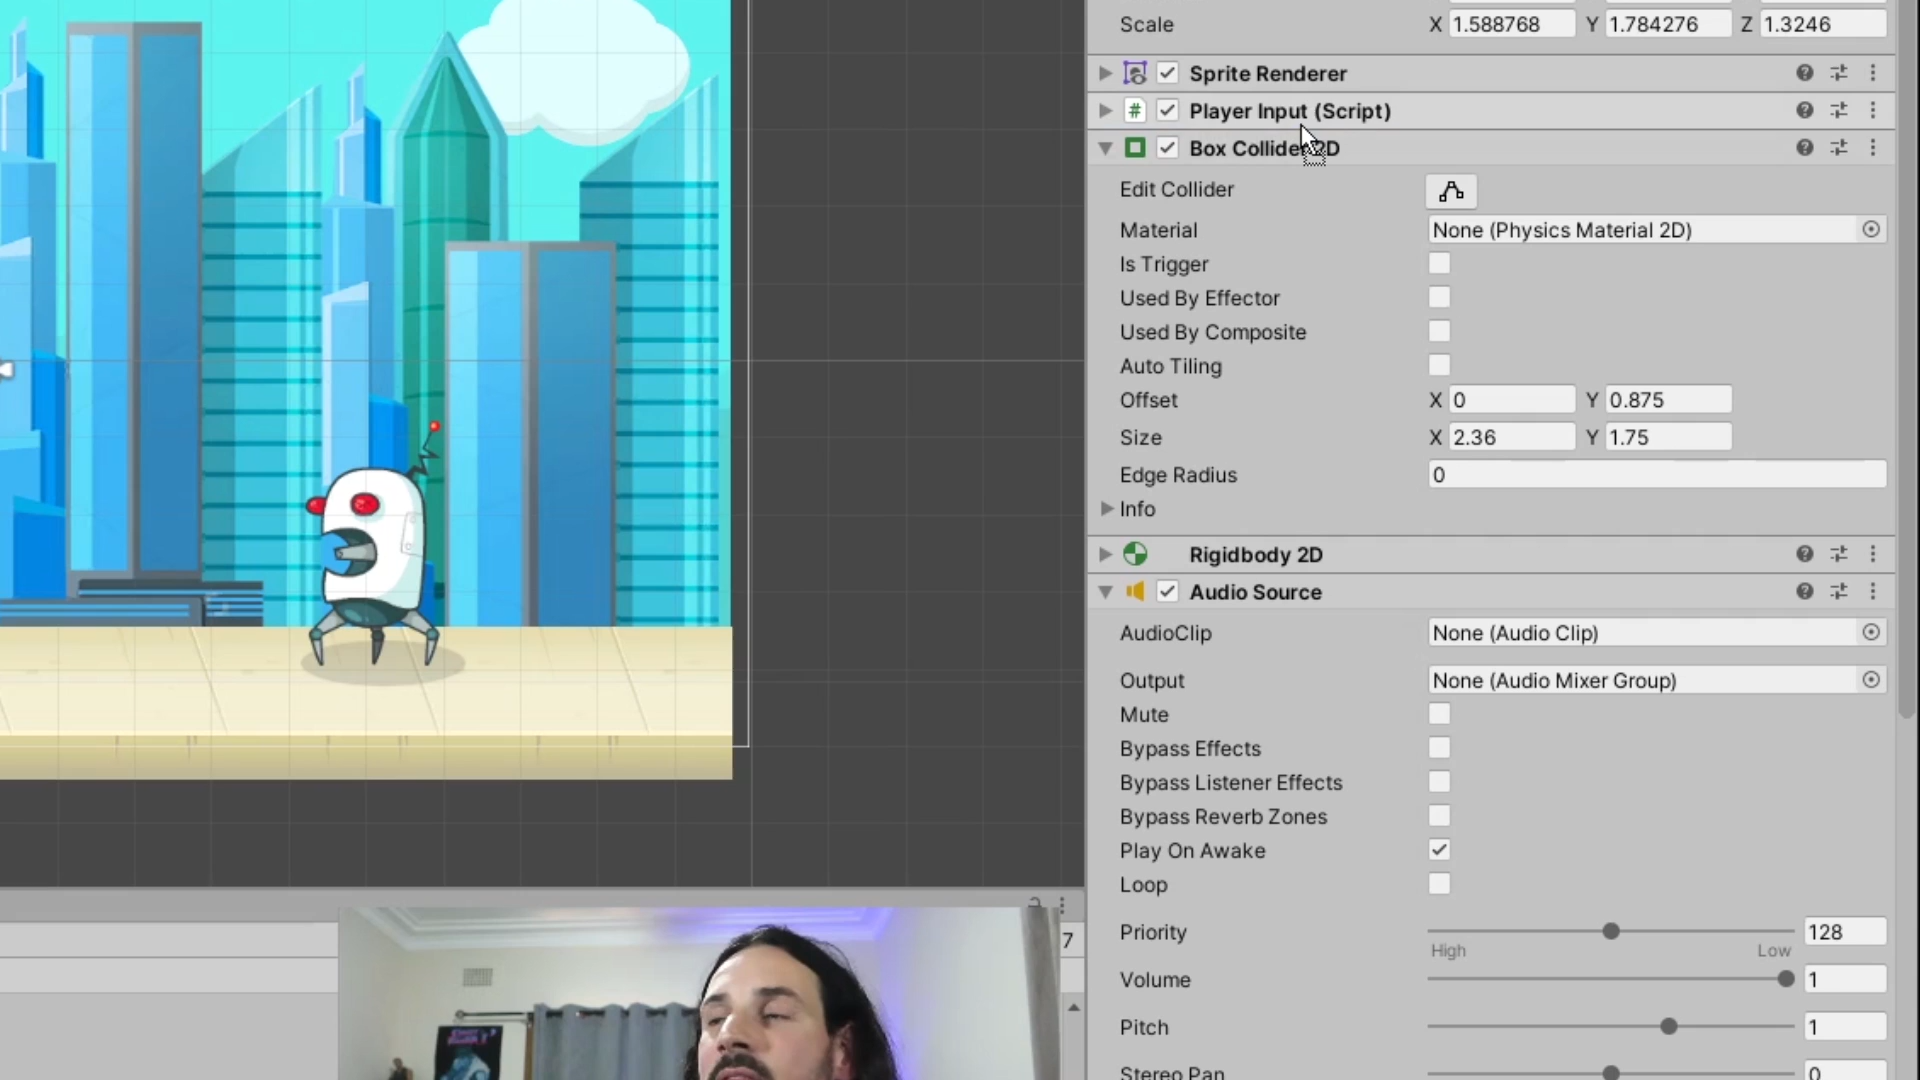 Scale X 1.588768 Y 1.784276 Z 1.3246
Sprite Renderer
# Player Input (Script)
Box Collider 2D
Edit Collider
Material None (Physics Material 2D)
Is Trigger
Used By Effector
Used By Composite
Auto Tiling
Offset X 0 Y 0.875
Size X 2.36 Y 1.75
Edge Radius 0
Info
Rigidbody 2D
Audio Source
AudioClip None (Audio Clip)
Output None (Audio Mixer Group)
Mute
Bypass Effects
Bypass Listener Effects
Bypass Reverb Zones
Play On Awake
Loop
7
Priority 128
High Low
Volume 1
Pitch 1
Stereo Pan 0